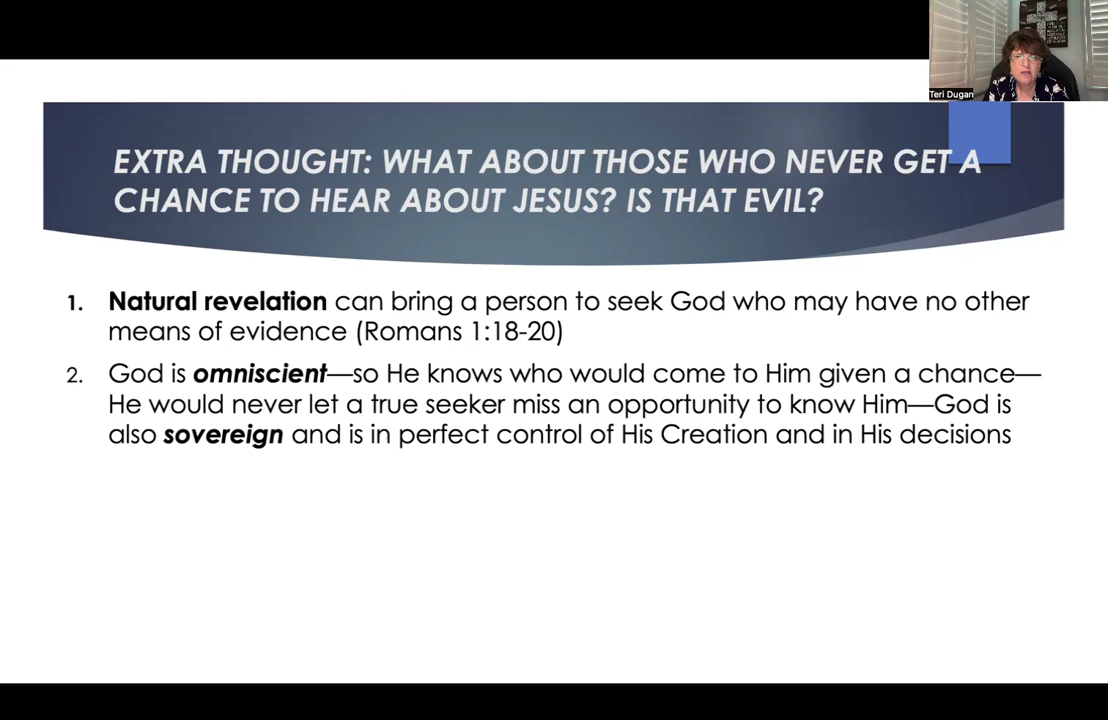 Teri Dugan
EXTRA THOUGHT: WHAT ABOUT THOSE WHO NEVER GET A
CHANCE TO HEAR ABOUT JESUS? IS THAT EVIL?
1. Natural revelation can bring a person to seek God who may have no other
means of evidence (Romans 1:18-20)
2. God is omniscient—so He knows who would come to Him given a chance—
He would never let a true seeker miss an opportunity to know Him—God is
also sovereign and is in perfect control of His Creation and in His decisions